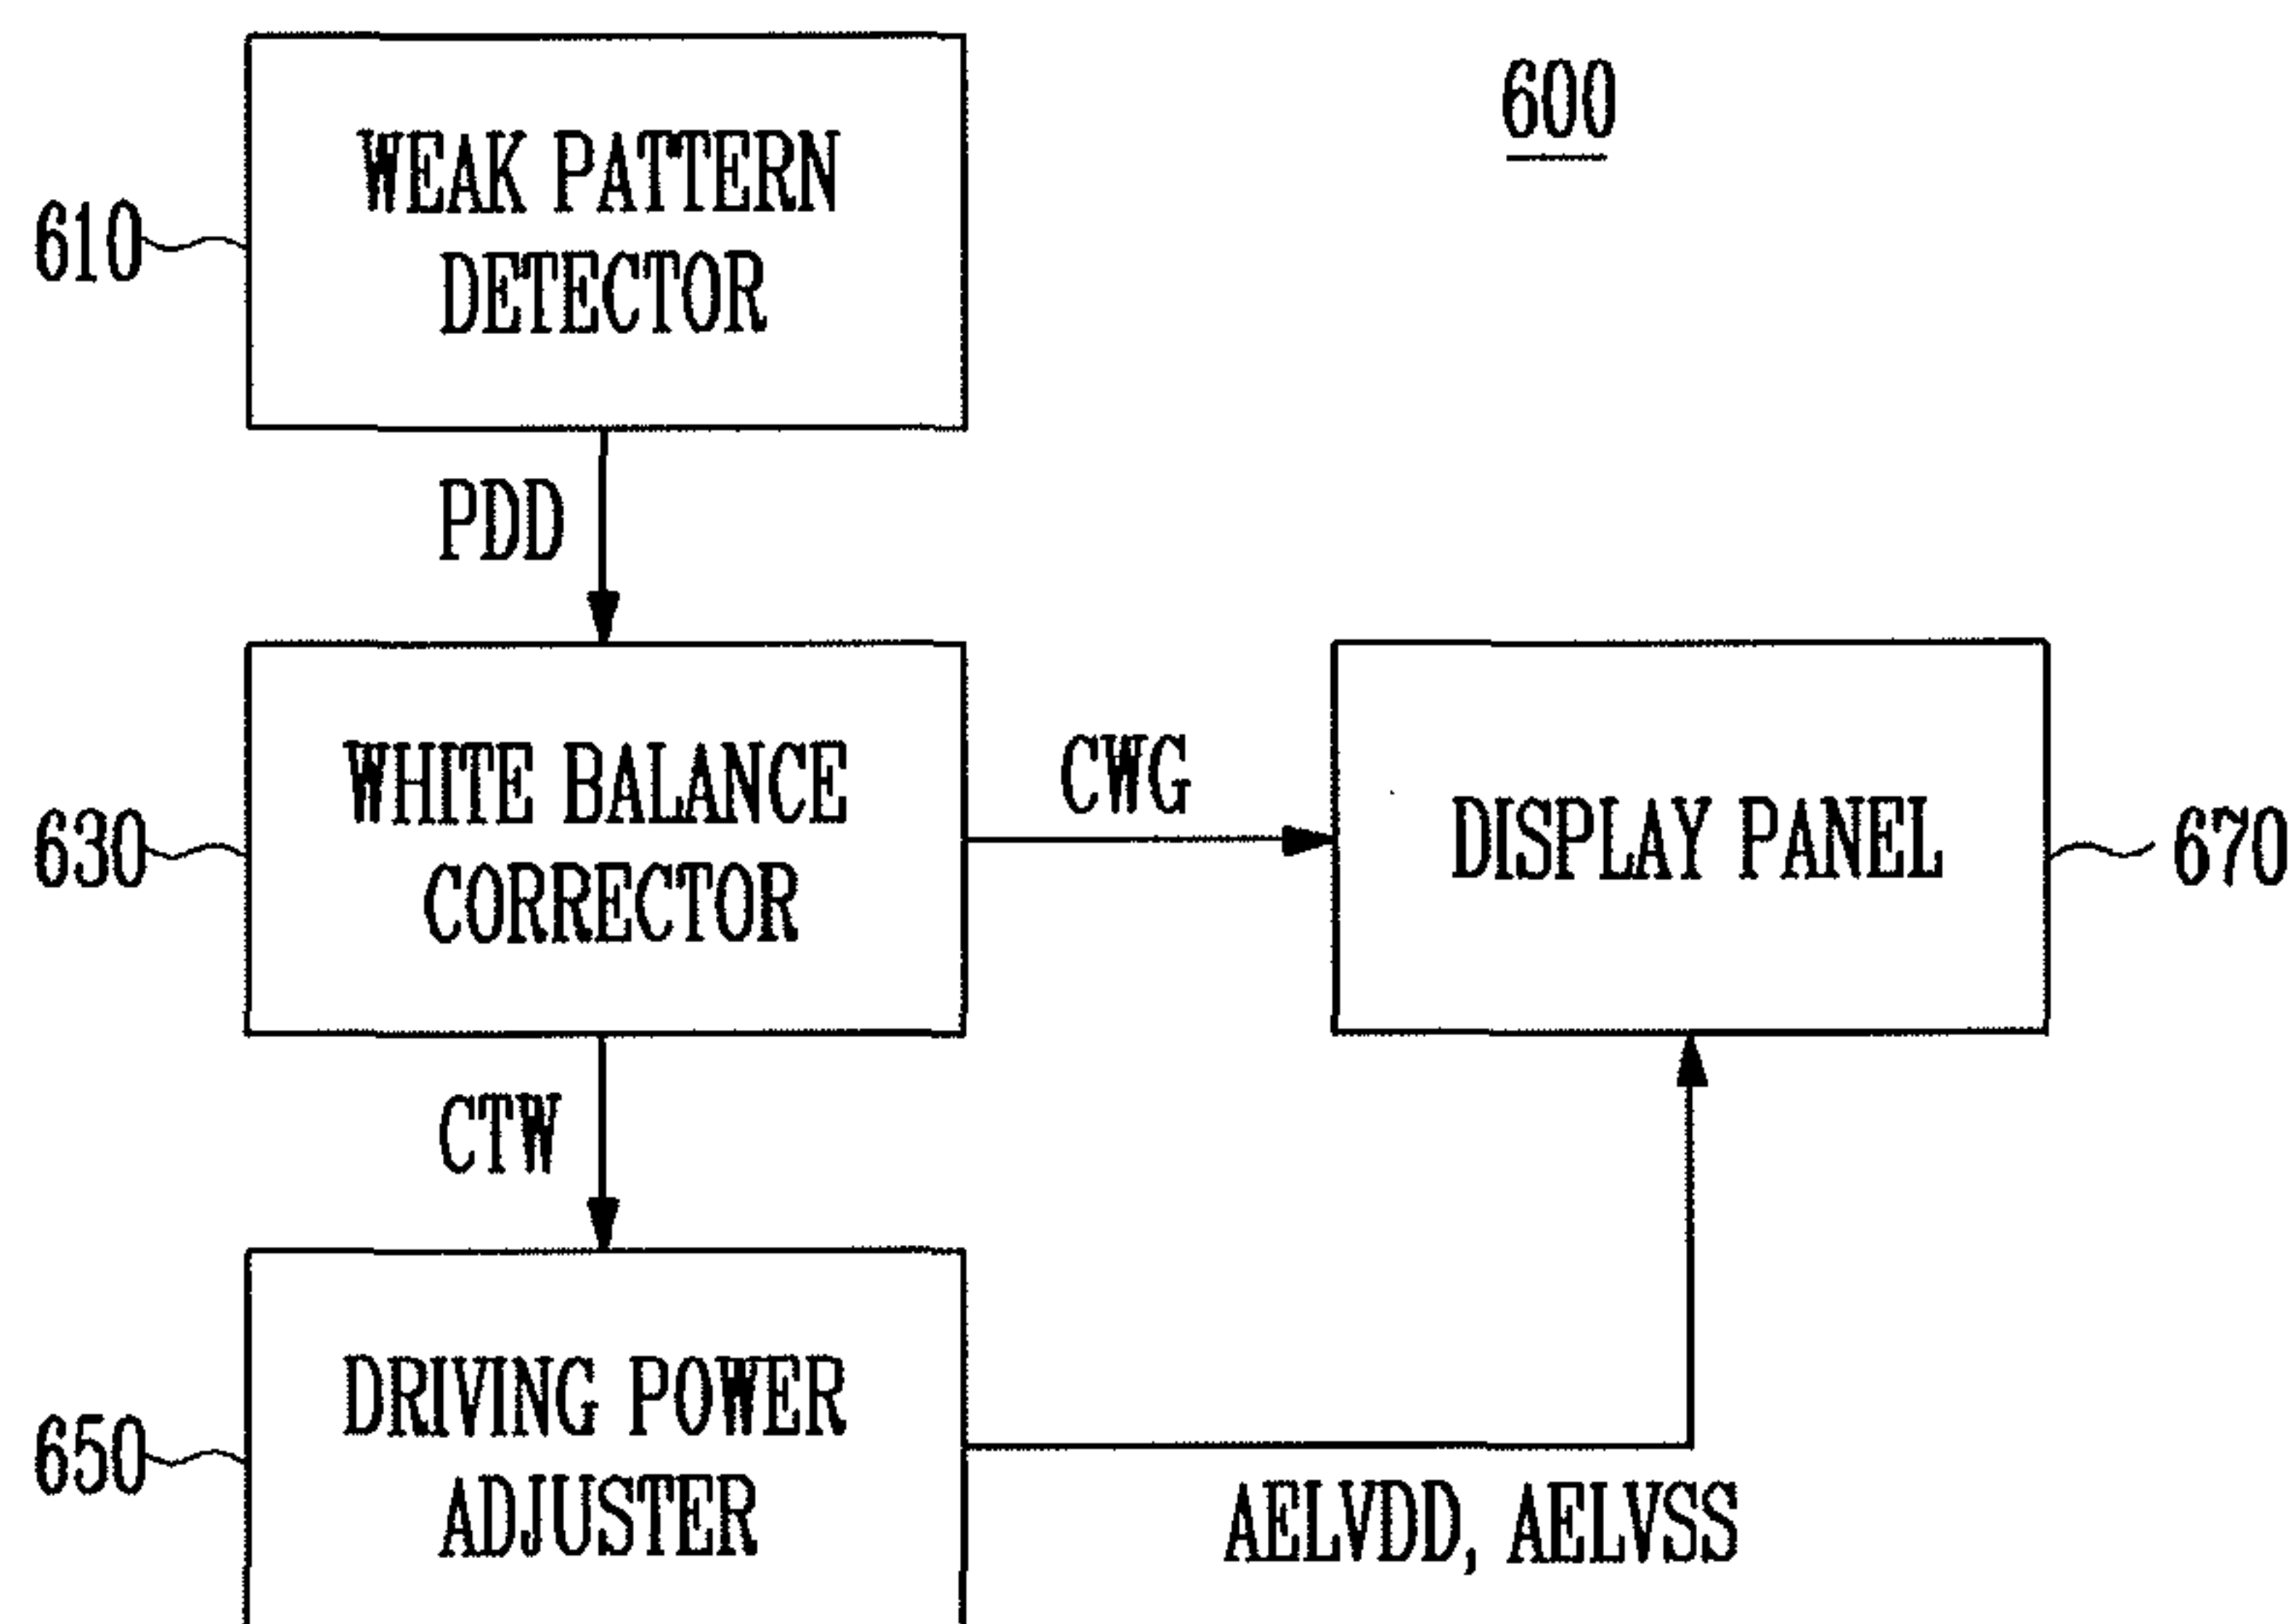 600
610
WEAK PATTERN
DETECTOR
PDD
630
WHITE BALANCE
CORRECTOR
CWG
DISPLAY PANEL
670
CTW
650
DRIVING POWER
ADJUSTER
AELVDD, AELVSS